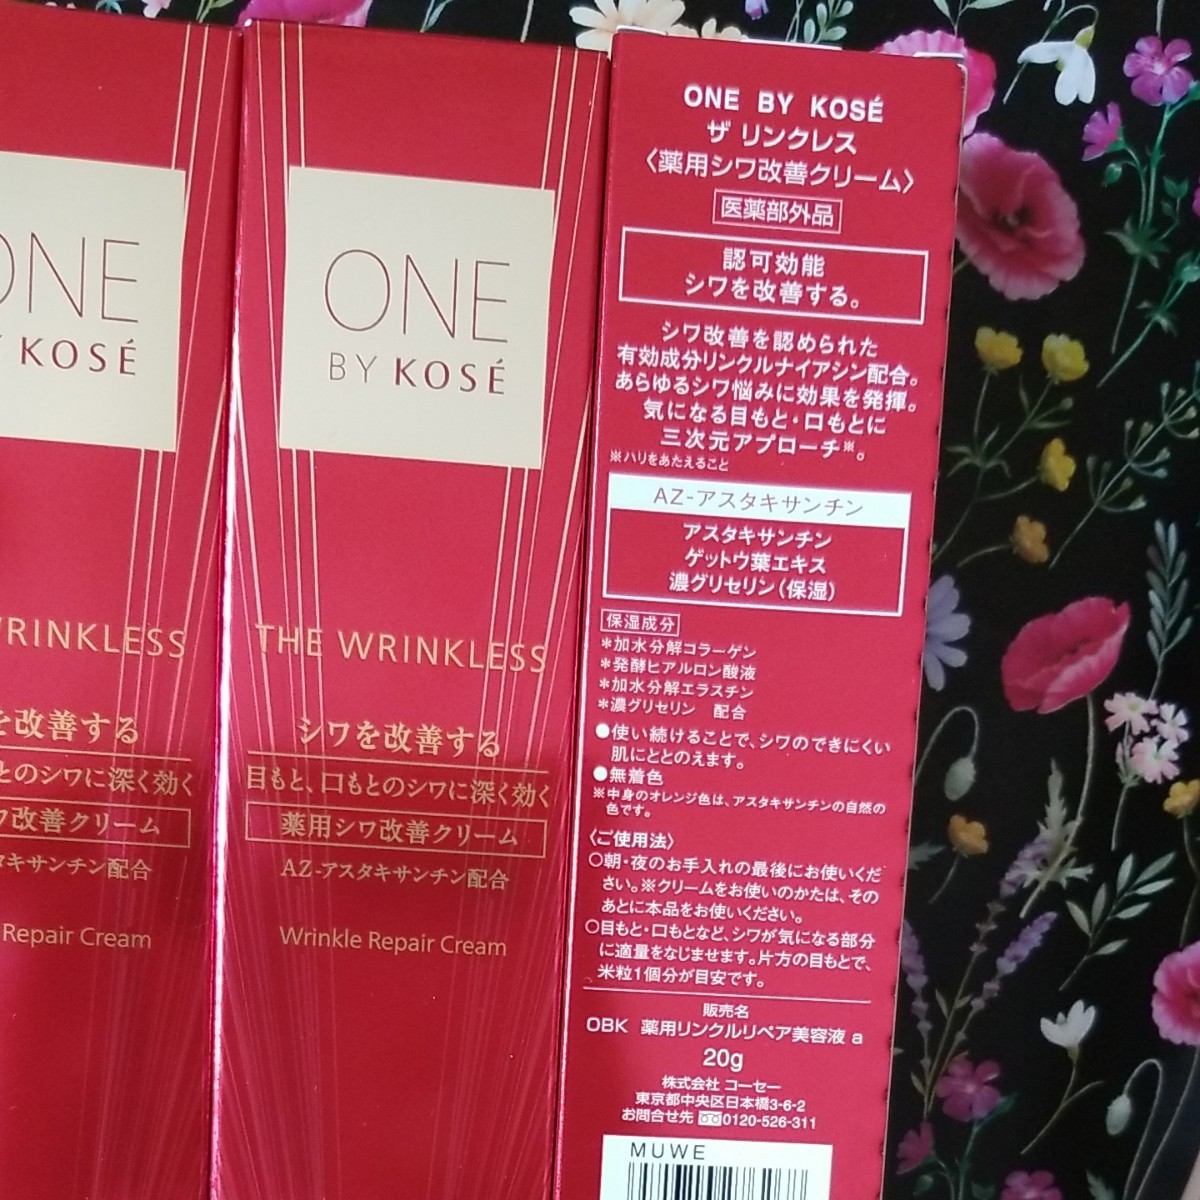 ONE
BY KOSÉ
THE WRINKLESS
シワを改善する
目もと、口もとのシワに深く効く
薬用シワ改善クリーム
AZ-アスタキサンチン配合
Wrinkle Repair Cream
ONE
KOSÉ
WRINKLESS
を改善する
とのシワに深く効く
改善クリーム
キサンチン配合
Repair Cream
ONE BY KOSÉ
ザ リンクレス
〈薬用シワ改善クリーム〉
医薬部外品
認可効能
シワを改善する。
シワ改善を認められた
有効成分リンクルナイアシン配合。
あらゆるシワ悩みに効果を発揮。
気になる目もと・口もとに
三次元アプローチ※。
※ハリをあたえること
AZ-アスタキサンチン
アスタキサンチン
ゲットウ葉エキス
濃グリセリン（保湿）
保湿成分
＊加水分解コラーゲン
＊発酵ヒアルロン酸液
＊加水分解エラスチン
＊濃グリセリン 配合
●使い続けることで、シワのできにくい
肌にととのえます。
●無着色
※中身のオレンジ色は、アスタキサンチンの自然の
色です。
〈ご使用法〉
○朝・夜のお手入れの最後にお使いくだ
さい。※クリームをお使いのかたは、その
あとに本品をお使いください。
○目もと・口もとなど、シワが気になる部分
に適量をなじませます。片方の目もとで、
米粒1個分が目安です。
販売名
OBK 薬用リンクルリペア美容液 a
20g
株式会社 コーセー
東京都中央区日本橋3-6-2
お問合せ先 0120-526-311
MUWE